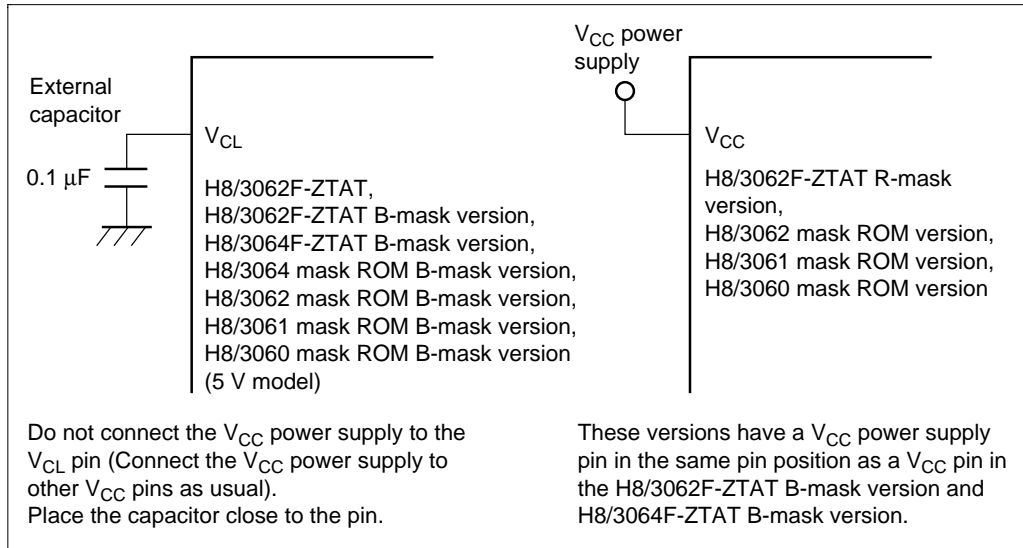 External
capacitor
0.1 μF
VCL
H8/3062F-ZTAT,
H8/3062F-ZTAT B-mask version,
H8/3064F-ZTAT B-mask version,
H8/3064 mask ROM B-mask version,
H8/3062 mask ROM B-mask version,
H8/3061 mask ROM B-mask version,
H8/3060 mask ROM B-mask version
(5 V model)
Do not connect the VCC power supply to the
VCL pin (Connect the VCC power supply to
other VCC pins as usual).
Place the capacitor close to the pin.
VCC power
supply
VCC
H8/3062F-ZTAT R-mask
version,
H8/3062 mask ROM version,
H8/3061 mask ROM version,
H8/3060 mask ROM version
These versions have a VCC power supply
pin in the same pin position as a VCC pin in
the H8/3062F-ZTAT B-mask version and
H8/3064F-ZTAT B-mask version.